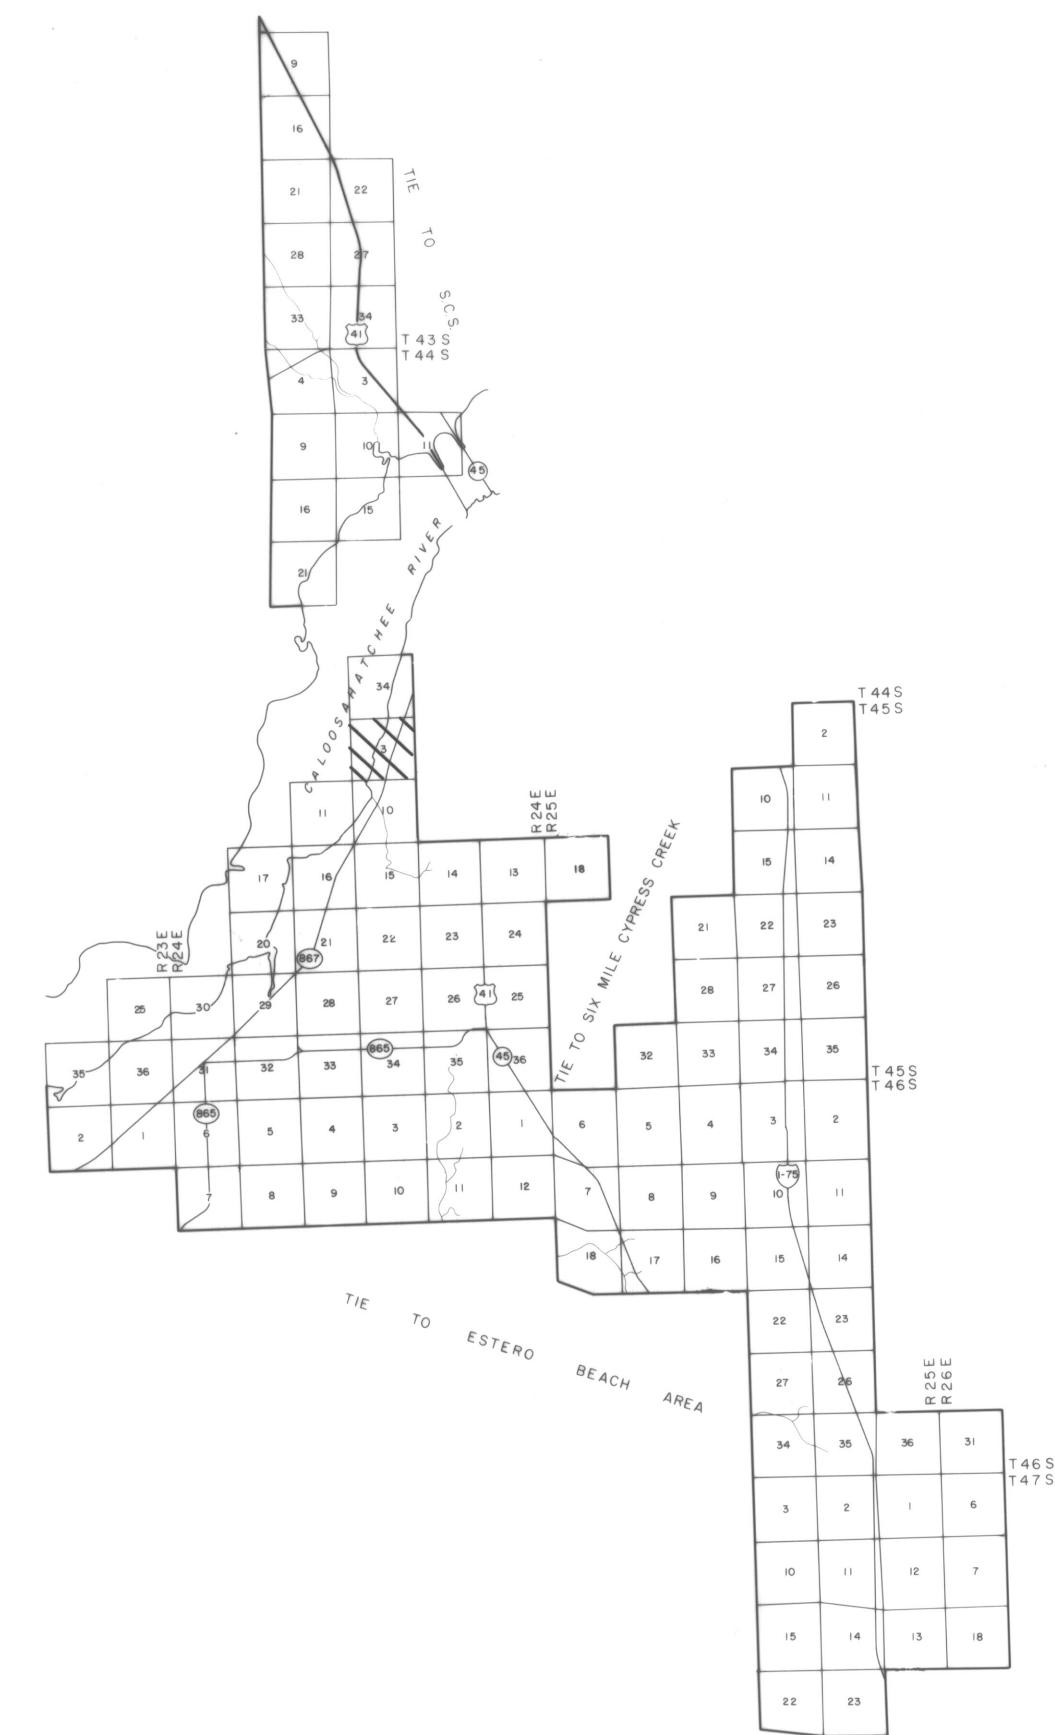 9
16
21 22
28 27
33 34
41
T 43 S
T 44 S
TIE TO S.C.S.
4 3
9 10 11
45
16 15
21
CALOOSAHATCHEE RIVER
34
3
11 10
T 44 S
T 45 S
2
10 11
15 14
R 24 E
R 25 E
17 16 15 14 13 18
TIE TO SIX MILE CYPRESS CREEK
21 22 23
R 23 E
R 24 E
20 21 22 23 24
867
28 27 26
25 30 29 28 27 26 25
41
32 33 34 35
T 45 S
T 46 S
35 36 31 32 33 34 35 36
865
45
865
2 1 6 5 4 3 2 1 6 5 4 3 2
I-75
7 8 9 10 11 12 7 8 9 10 11
18 17 16 15 14
TIE TO ESTERO BEACH AREA
22 23
27 26
R 25 E
R 26 E
34 35 36 31
T 46 S
T 47 S
3 2 1 6
10 11 12 7
15 14 13 18
22 23